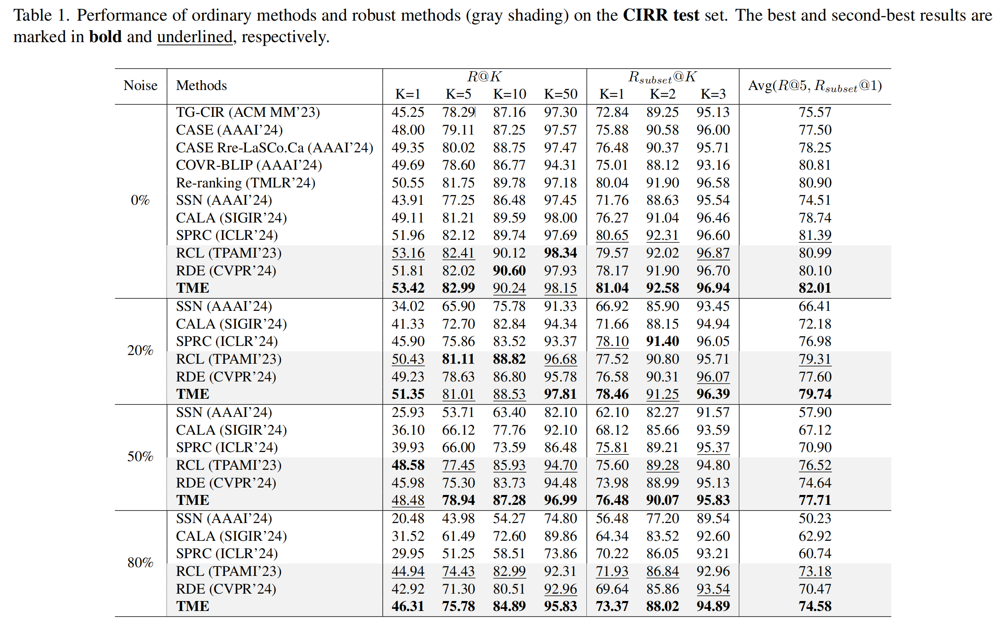 Table 1. Performance of ordinary methods and robust methods (gray shading) on the CIRR test set. The best and second-best results are
marked in bold and underlined, respectively.
Noise Methods R@K R_subset@K Avg(R@5, R_subset@1)
K=1 K=5 K=10 K=50 K=1 K=2 K=3
0%
TG-CIR (ACM MM’23) 45.25 78.29 87.16 97.30 72.84 89.25 95.13 75.57
CASE (AAAI’24) 48.00 79.11 87.25 97.57 75.88 90.58 96.00 77.50
CASE Rre-LaSCo.Ca (AAAI’24) 49.35 80.02 88.75 97.47 76.48 90.37 95.71 78.25
COVR-BLIP (AAAI’24) 49.69 78.60 86.77 94.31 75.01 88.12 93.16 80.81
Re-ranking (TMLR’24) 50.55 81.75 89.78 97.18 80.04 91.90 96.58 80.90
SSN (AAAI’24) 43.91 77.25 86.48 97.45 71.76 88.63 95.54 74.51
CALA (SIGIR’24) 49.11 81.21 89.59 98.00 76.27 91.04 96.46 78.74
SPRC (ICLR’24) 51.96 82.12 89.74 97.69 80.65 92.31 96.60 81.39
RCL (TPAMI’23) 53.16 82.41 90.12 98.34 79.57 92.02 96.87 80.99
RDE (CVPR’24) 51.81 82.02 90.60 97.93 78.17 91.90 96.70 80.10
TME 53.42 82.99 90.24 98.15 81.04 92.58 96.94 82.01
20%
SSN (AAAI’24) 34.02 65.90 75.78 91.33 66.92 85.90 93.45 66.41
CALA (SIGIR’24) 41.33 72.70 82.84 94.34 71.66 88.15 94.94 72.18
SPRC (ICLR’24) 45.90 75.86 83.52 93.37 78.10 91.40 96.05 76.98
RCL (TPAMI’23) 50.43 81.11 88.82 96.68 77.52 90.80 95.71 79.31
RDE (CVPR’24) 49.23 78.63 86.80 95.78 76.58 90.31 96.07 77.60
TME 51.35 81.01 88.53 97.81 78.46 91.25 96.39 79.74
50%
SSN (AAAI’24) 25.93 53.71 63.40 82.10 62.10 82.27 91.57 57.90
CALA (SIGIR’24) 36.10 66.12 77.76 92.10 68.12 85.66 93.59 67.12
SPRC (ICLR’24) 39.93 66.00 73.59 86.48 75.81 89.21 95.37 70.90
RCL (TPAMI’23) 48.58 77.45 85.93 94.70 75.60 89.28 94.80 76.52
RDE (CVPR’24) 45.98 75.30 83.73 94.48 73.98 88.99 95.13 74.64
TME 48.48 78.94 87.28 96.99 76.48 90.07 95.83 77.71
80%
SSN (AAAI’24) 20.48 43.98 54.27 74.80 56.48 77.20 89.54 50.23
CALA (SIGIR’24) 31.52 61.49 72.60 89.86 64.34 83.52 92.60 62.92
SPRC (ICLR’24) 29.95 51.25 58.51 73.86 70.22 86.05 93.21 60.74
RCL (TPAMI’23) 44.94 74.43 82.99 92.31 71.93 86.84 92.96 73.18
RDE (CVPR’24) 42.92 71.30 80.51 92.96 69.64 85.86 93.54 70.47
TME 46.31 75.78 84.89 95.83 73.37 88.02 94.89 74.58